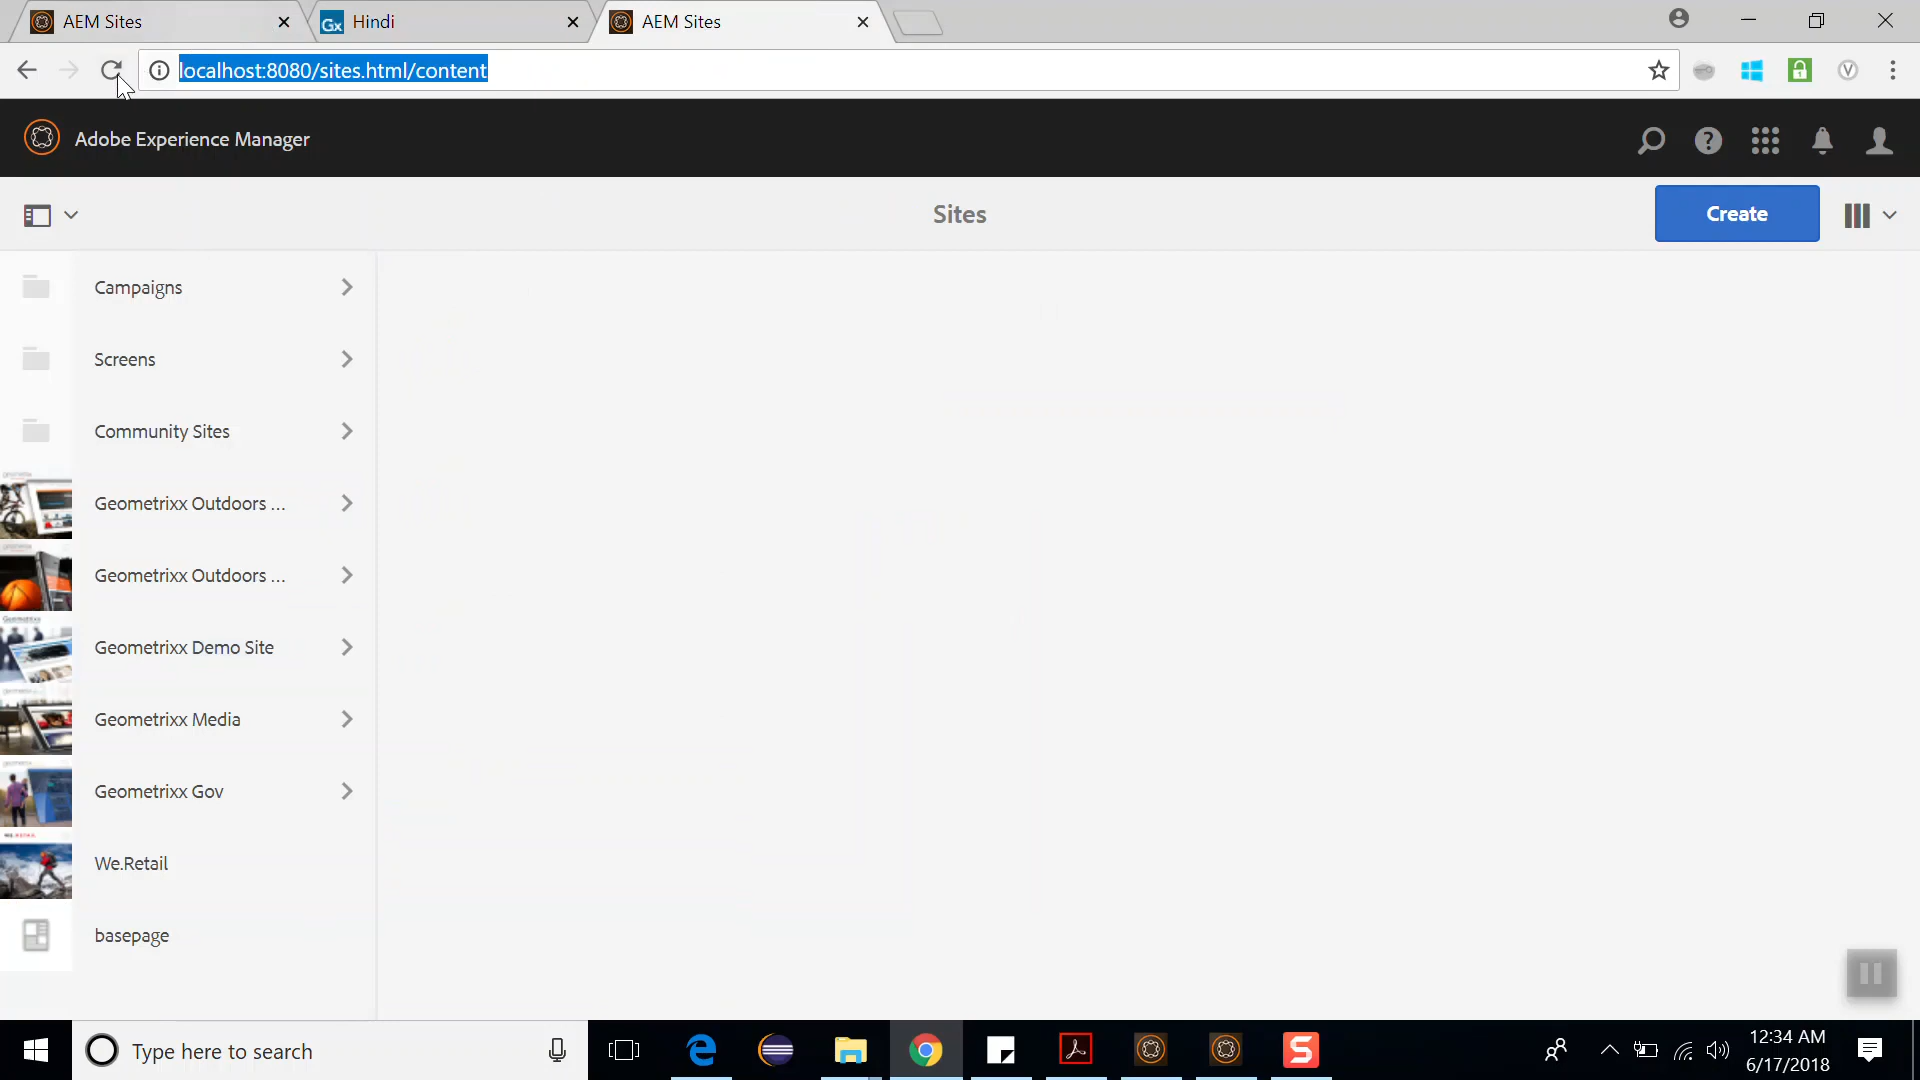 AEM Sites
Hindi
AEM Sites
localhost:8080/sites.html/content
Adobe Experience Manager
Sites
Create
Campaigns
Screens
Community Sites
Geometrixx Outdoors ...
Geometrixx Outdoors ...
Geometrixx Demo Site
Geometrixx Media
Geometrixx Gov
We.Retail
basepage
Type here to search
12:34 AM
6/17/2018